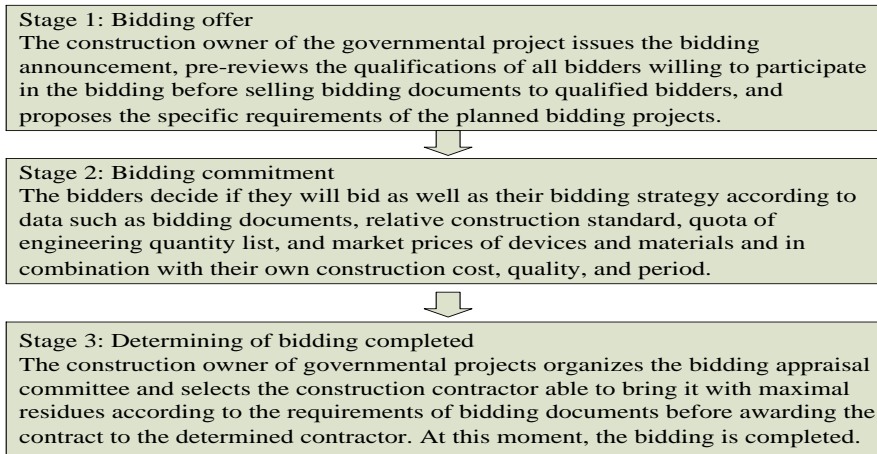 Stage 1: Bidding offer
The construction owner of the governmental project issues the bidding
announcement, pre-reviews the qualifications of all bidders willing to participate
in the bidding before selling bidding documents to qualified bidders, and
proposes the specific requirements of the planned bidding projects.
Stage 2: Bidding commitment
The bidders decide if they will bid as well as their bidding strategy according to
data such as bidding documents, relative construction standard, quota of
engineering quantity list, and market prices of devices and materials and in
combination with their own construction cost, quality, and period.
Stage 3: Determining of bidding completed
The construction owner of governmental projects organizes the bidding appraisal
committee and selects the construction contractor able to bring it with maximal
residues according to the requirements of bidding documents before awarding the
contract to the determined contractor. At this moment, the bidding is completed.